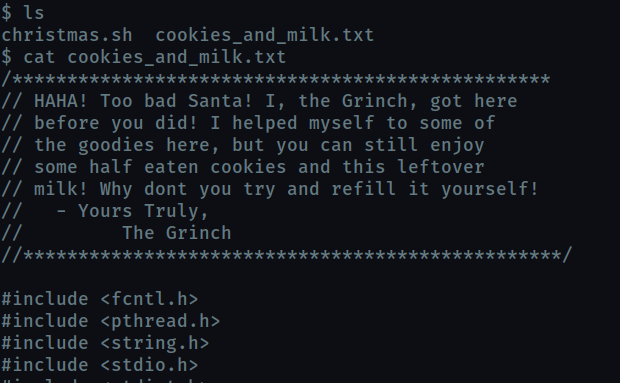 $ ls
christmas.sh  cookies_and_milk.txt
$ cat cookies_and_milk.txt
/*************************************************
// HAHA! Too bad Santa! I, the Grinch, got here
// before you did! I helped myself to some of
// the goodies here, but you can still enjoy
// some half eaten cookies and this leftover
// milk! Why dont you try and refill it yourself!
//   - Yours Truly,
//         The Grinch
//*************************************************/
#include <fcntl.h>
#include <pthread.h>
#include <string.h>
#include <stdio.h>